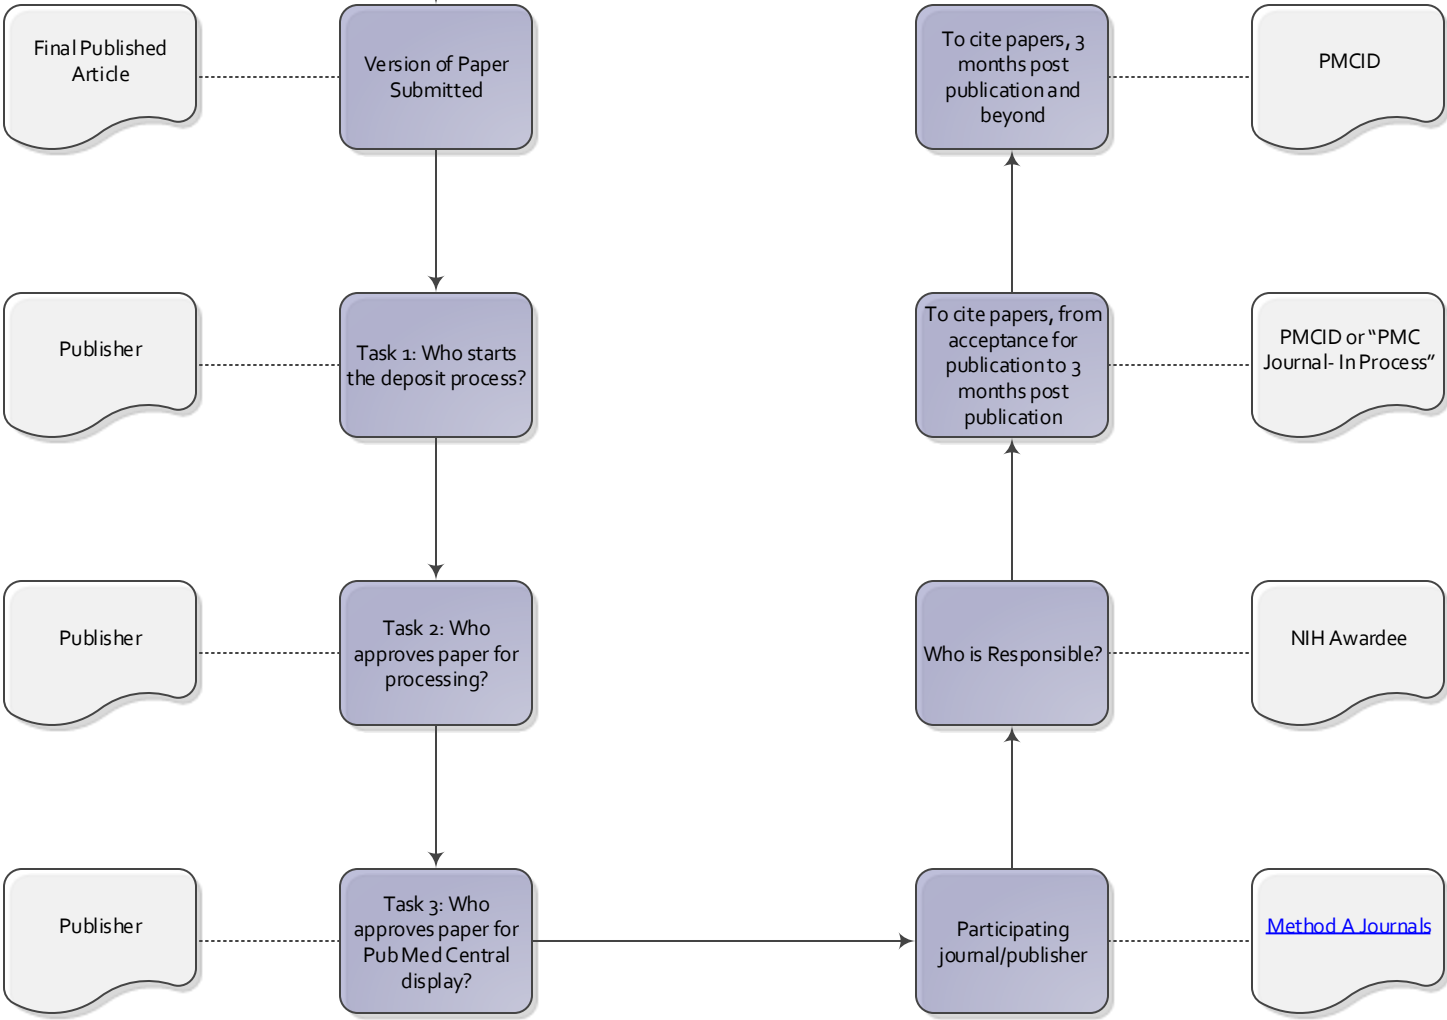 Final Published
Article
Version of Paper
Submitted
Publisher
Task 1: Who starts
the deposit process?
Publisher
Task 2: Who
approves paper for
processing?
Publisher
Task 3: Who
approves paper for
Pub Med Central
display?
Participating
journal/publisher
Method A Journals
Who is Responsible?
NIH Awardee
To cite papers, from
acceptance for
publication to 3
months post
publication
PMCID or “PMC
Journal- In Process”
To cite papers, 3
months post
publication and
beyond
PMCID